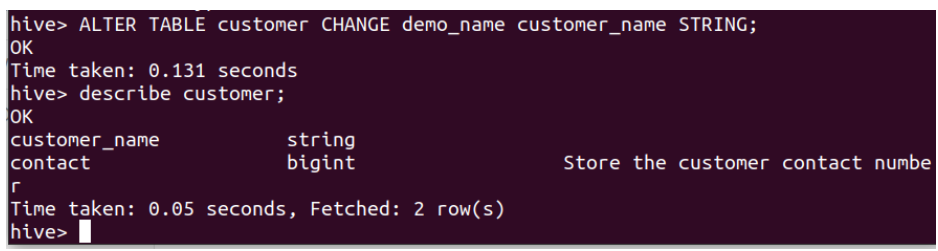 hive> ALTER TABLE customer CHANGE demo_name customer_name STRING;
OK
Time taken: 0.131 seconds
hive> describe customer;
OK
customer_name           string
contact                 bigint                  Store the customer contact numbe
r
Time taken: 0.05 seconds, Fetched: 2 row(s)
hive>